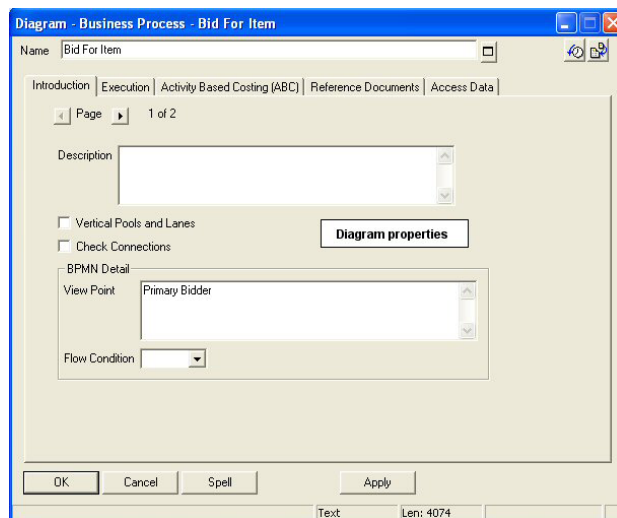 Diagram - Business Process - Bid For Item
Name Bid For Item
Introduction Execution Activity Based Costing (ABC) Reference Documents Access Data
Page 1 of 2
Description
Vertical Pools and Lanes
Diagram properties
Check Connections
BPMN Detail
View Point Primary Bidder
Flow Condition
OK Cancel Spell Apply
Text Len: 4074